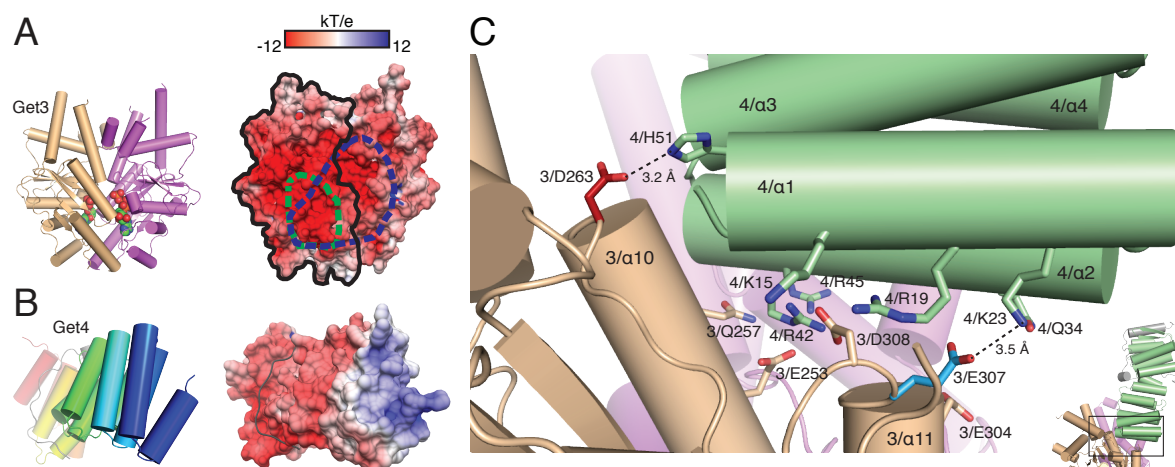 A
kT/e
-12
12
Get3
B
Get4
C
4/α3
4/α4
4/H51
3/D263
3.2 Å
4/α1
3/α10
4/α2
4/K15
4/R45
4/R19
4/K23
4/Q34
3/Q257
4/R42
3/D308
3.5 Å
3/E253
3/E307
3/α11
3/E304